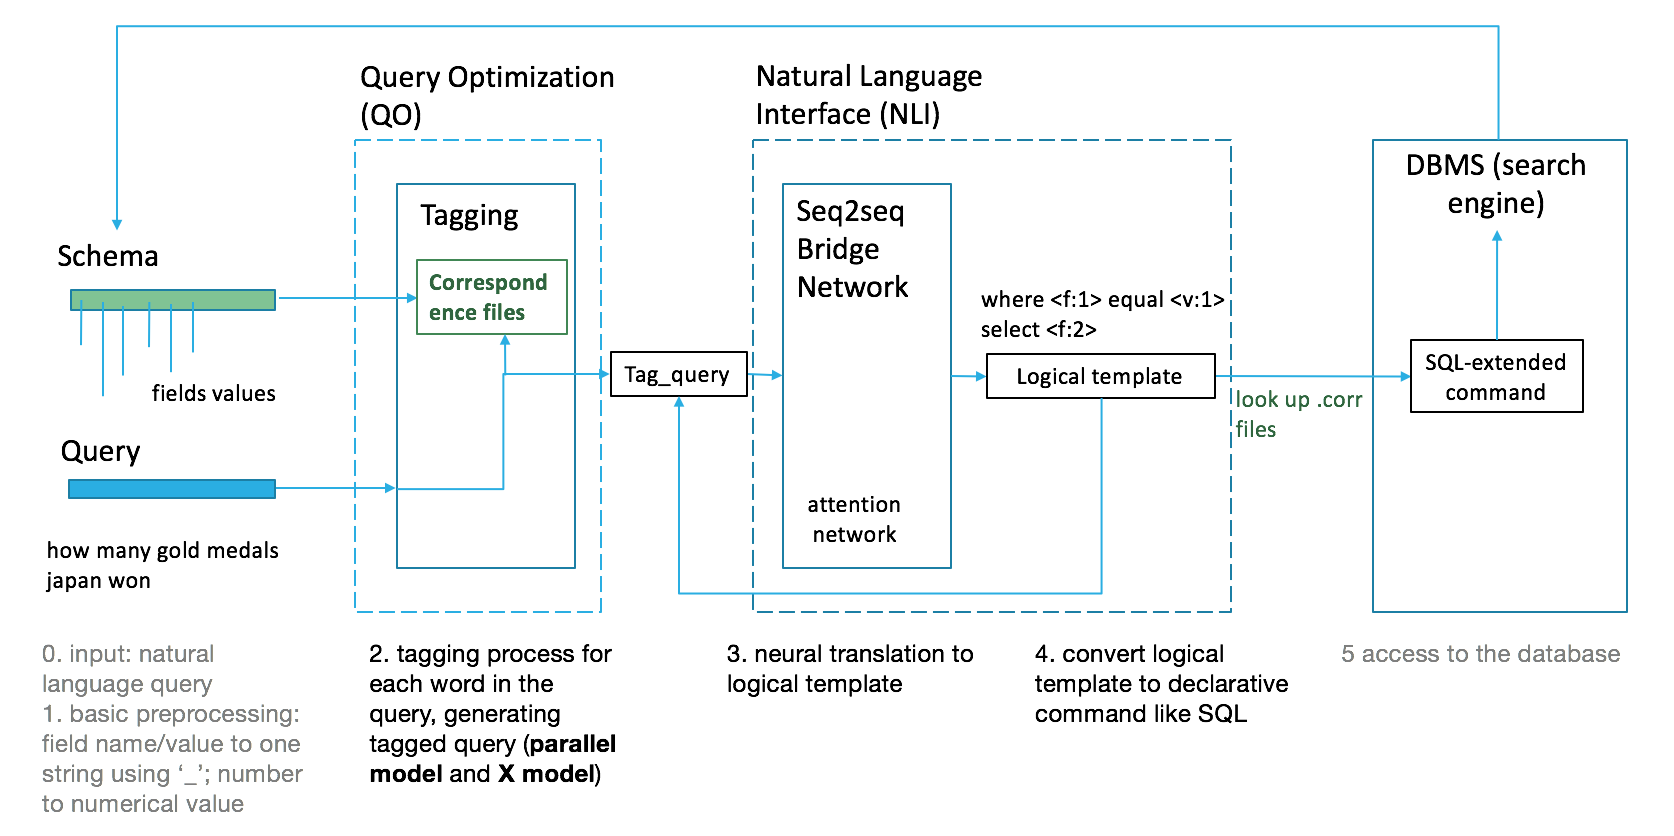 Query Optimization
(QO)
Natural Language
Interface (NLI)
DBMS (search
engine)
Tagging
Seq2seq
Bridge
Network
Schema
Correspond
ence files
where <f:1> equal <v:1>
select <f:2>
fields values
Tag_query
Logical template
SQL-extended
command
look up .corr
files
Query
attention
network
how many gold medals
japan won
0. input: natural
language query
1. basic preprocessing:
field name/value to one
string using ‘_’; number
to numerical value
2. tagging process for
each word in the
query, generating
tagged query (parallel
model and X model)
3. neural translation to
logical template
4. convert logical
template to declarative
command like SQL
5 access to the database